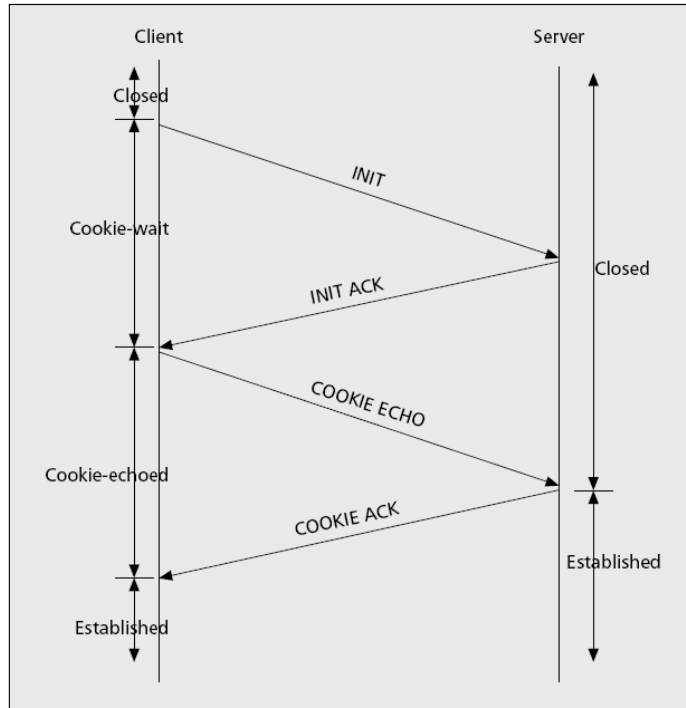 Client
Server
Closed
INIT
Cookie-wait
Closed
INIT ACK
COOKIE ECHO
Cookie-echoed
COOKIE ACK
Established
Established